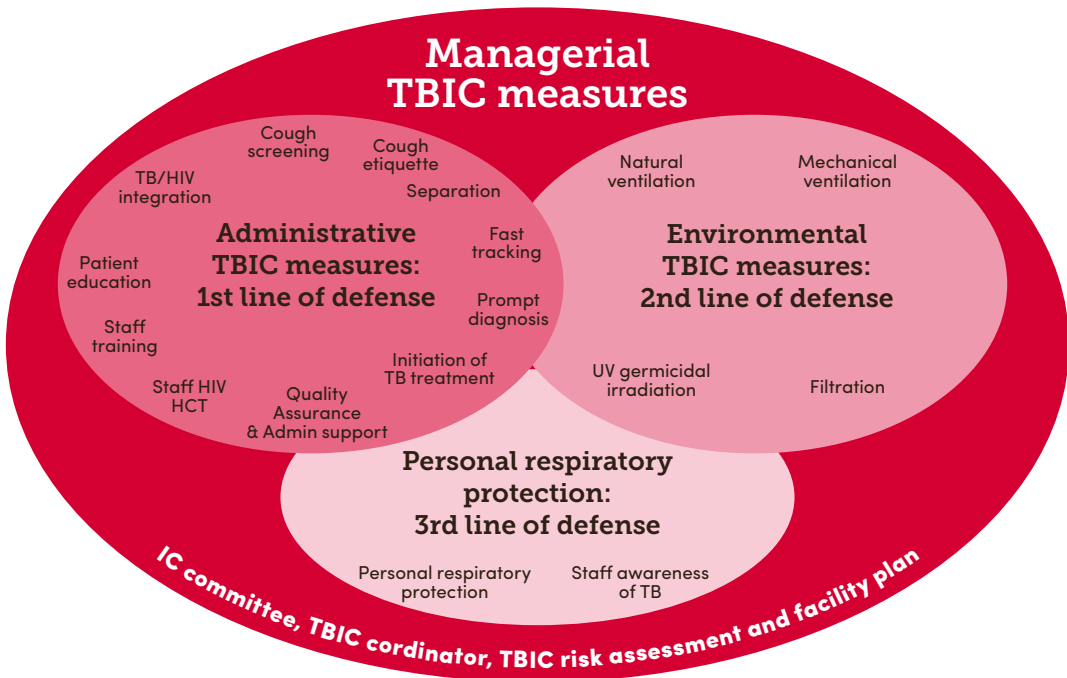 Managerial
TBIC measures
Cough
screening
Cough
etiquette
Separation
TB/HIV
integration
Administrative
TBIC measures:
1st line of defense
Fast
tracking
Patient
education
Prompt
diagnosis
Staff
training
Initiation of
TB treatment
Staff HIV
HCT
Quality
Assurance
& Admin support
Natural
ventilation
Mechanical
ventilation
Environmental
TBIC measures:
2nd line of defense
UV germicidal
irradiation
Filtration
Personal respiratory
protection:
3rd line of defense
Personal respiratory
protection
Staff awareness
of TB
IC committee, TBIC cordinator, TBIC risk assessment and facility plan